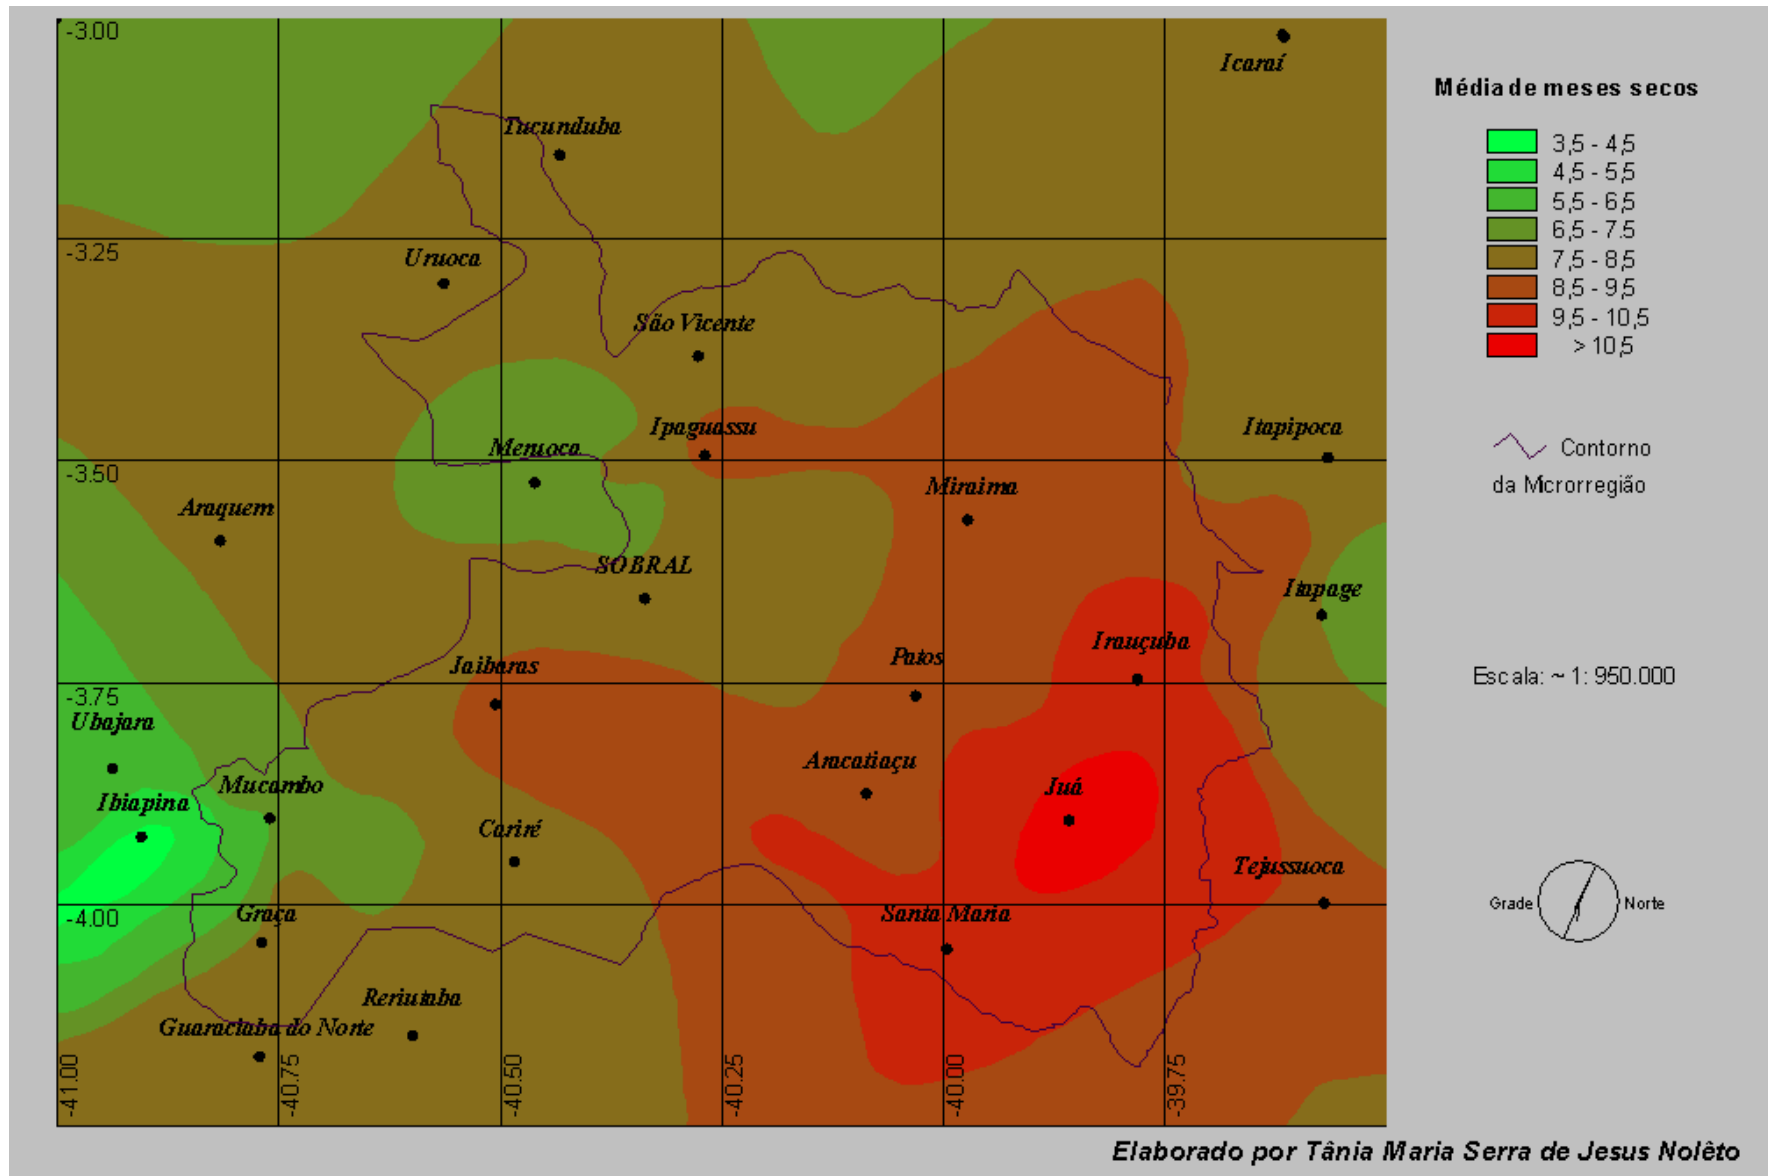 -3.00
Icaraí
Tucunduba
-3.25
Uruoca
São Vicente
Ipaguassu
Itapipoca
Meruoca
-3.50
Miraima
Araquem
SOBRAL
Itapage
Irauçuba
Patos
Jaibaras
-3.75
Ubajara
Aracatiaçu
Mucambo
Juá
Ibiapina
Cariré
Tejussuoca
-4.00
Graça
Santa Maria
Reriutaba
Guaraciaba do Norte
-41.00
-40.75
-40.50
-40.25
-40.00
-39.75
Média de meses secos
3,5 - 4,5
4,5 - 5,5
5,5 - 6,5
6,5 - 7,5
7,5 - 8,5
8,5 - 9,5
9,5 - 10,5
> 10,5
Contorno
da Microrregião
Escala: ~ 1: 950.000
Grade Norte
Elaborado por Tânia Maria Serra de Jesus Nolêto